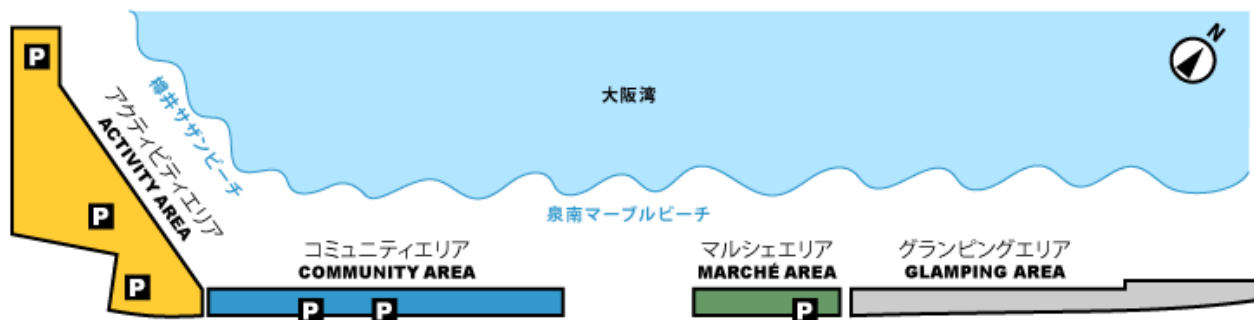 P
N
大阪湾
樽井サザンビーチ
アクティビティエリア
ACTIVITY AREA
P
P
泉南マーブルビーチ
コミュニティエリア
COMMUNITY AREA
P
P
マルシェエリア
MARCHÉ AREA
P
グランピングエリア
GLAMPING AREA